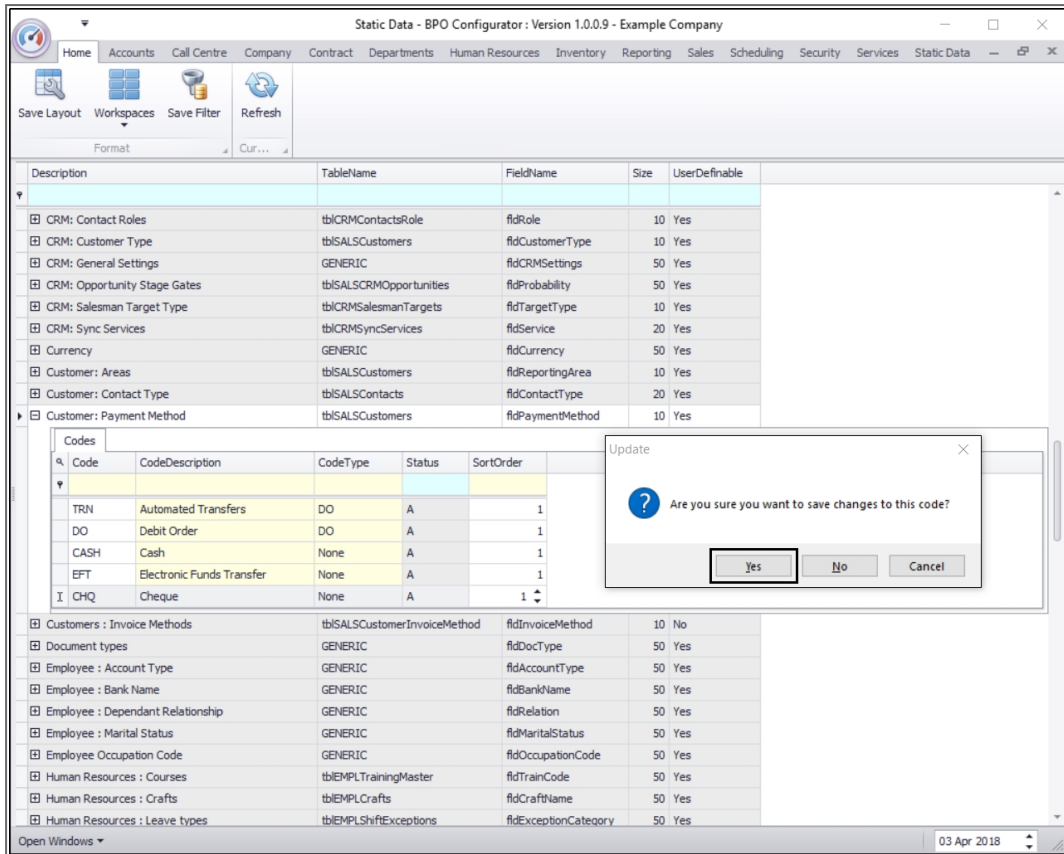 Static Data - BPO Configurator : Version 1.0.0.9 - Example Company
Home Accounts Call Centre Company Contract Departments Human Resources Inventory Reporting Sales Scheduling Security Services Static Data
Save Layout Workspaces Save Filter Refresh
Format Cur...
Description TableName FieldName Size UserDefinable
CRM: Contact Roles tblCRMContactsRole fldRole 10 Yes
CRM: Customer Type tblSALSCustomers fldCustomerType 10 Yes
CRM: General Settings GENERIC fldCRMSettings 50 Yes
CRM: Opportunity Stage Gates tblSALSCRMOpportunities fldProbability 50 Yes
CRM: Salesman Target Type tblCRMSalesmanTargets fldTargetType 10 Yes
CRM: Sync Services tblCRMSyncServices fldService 20 Yes
Currency GENERIC fldCurrency 50 Yes
Customer: Areas tblSALSCustomers fldReportingArea 10 Yes
Customer: Contact Type tblSALSContacts fldContactType 20 Yes
Customer: Payment Method tblSALSCustomers fldPaymentMethod 10 Yes
Codes
Code CodeDescription CodeType Status SortOrder
TRN Automated Transfers DO A 1
DO Debit Order DO A 1
CASH Cash None A 1
EFT Electronic Funds Transfer None A 1
CHQ Cheque None A 1
Update
Are you sure you want to save changes to this code?
Yes No Cancel
Customers : Invoice Methods tblSALSCustomerInvoiceMethod fldInvoiceMethod 10 No
Document types GENERIC fldDocType 50 Yes
Employee : Account Type GENERIC fldAccountType 50 Yes
Employee : Bank Name GENERIC fldBankName 50 Yes
Employee : Dependant Relationship GENERIC fldRelation 50 Yes
Employee : Marital Status GENERIC fldMaritalStatus 50 Yes
Employee Occupation Code GENERIC fldOccupationCode 50 Yes
Human Resources : Courses tblEMPLTrainingMaster fldTrainCode 50 Yes
Human Resources : Crafts tblEMPLCrafts fldCraftName 50 Yes
Human Resources : Leave types tblEMPLShiftExceptions fldExceptionCategory 50 Yes
Open Windows 03 Apr 2018